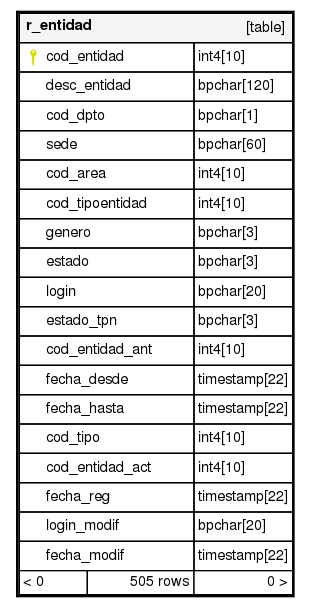 r_entidad [table]
cod_entidad int4[10]
desc_entidad bpchar[120]
cod_dpto bpchar[1]
sede bpchar[60]
cod_area int4[10]
cod_tipoentidad int4[10]
genero bpchar[3]
estado bpchar[3]
login bpchar[20]
estado_tpn bpchar[3]
cod_entidad_ant int4[10]
fecha_desde timestamp[22]
fecha_hasta timestamp[22]
cod_tipo int4[10]
cod_entidad_act int4[10]
fecha_reg timestamp[22]
login_modif bpchar[20]
fecha_modif timestamp[22]
< 0 505 rows 0 >